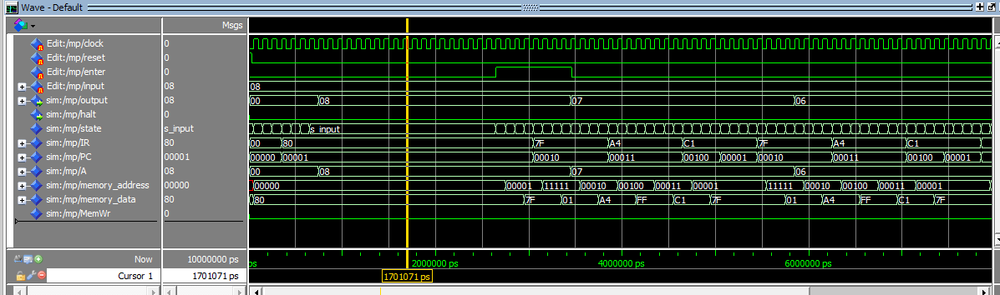 Wave - Default
Msgs
Edit:/mp/clock 0
Edit:/mp/reset 0
Edit:/mp/enter 0
Edit:/mp/input 08 08
sim:/mp/output 08 00 08 07 06
sim:/mp/halt 0
sim:/mp/state s_input s_input
sim:/mp/IR 80 00 80 7F A4 C1 7F A4 C1
sim:/mp/PC 00001 00000 00001 00010 00011 00100 00001 00010 00011 00100 00001
sim:/mp/A 08 00 08 07 06
sim:/mp/memory_address 00000 00000 00001 11111 00010 00100 00011 00001 11111 00010 00100 00011 00001
sim:/mp/memory_data 80 80 7F 01 A4 FF C1 7F 01 A4 FF C1 7F
sim:/mp/MemWr 0
Now 10000000 ps ps 2000000 ps 4000000 ps 6000000 ps
Cursor 1 1701071 ps 1701071 ps